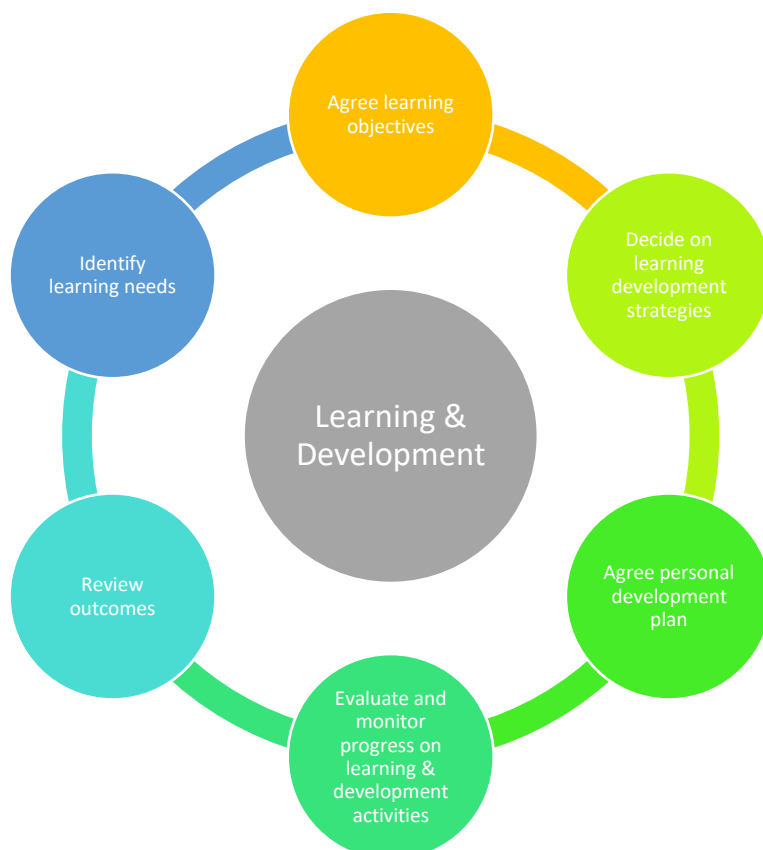 Agree learning
objectives
Decide on
learning
development
strategies
Agree personal
development
plan
Evaluate and
monitor
progress on
learning &
development
activities
Review
outcomes
Identify
learning needs
Learning &
Development